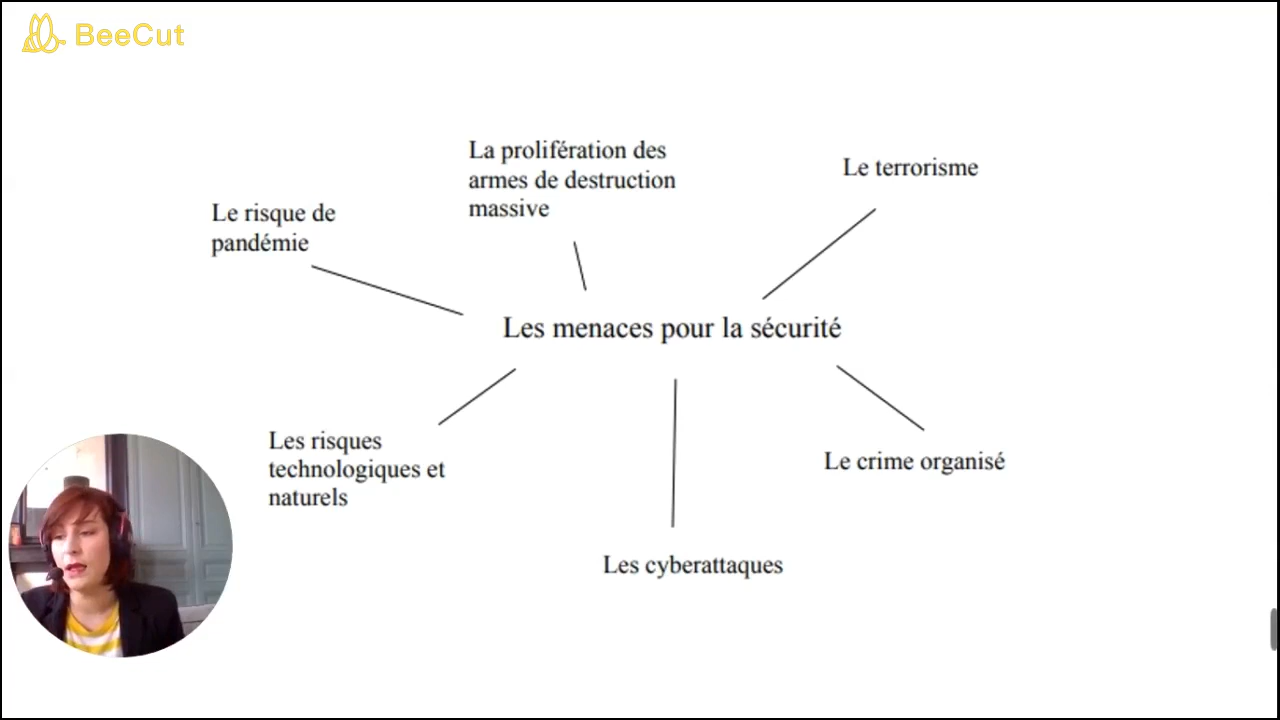 BeeCut
La prolifération des
armes de destruction
massive
Le terrorisme
Le risque de
pandémie
Les menaces pour la sécurité
Les risques
technologiques et
naturels
Le crime organisé
Les cyberattaques